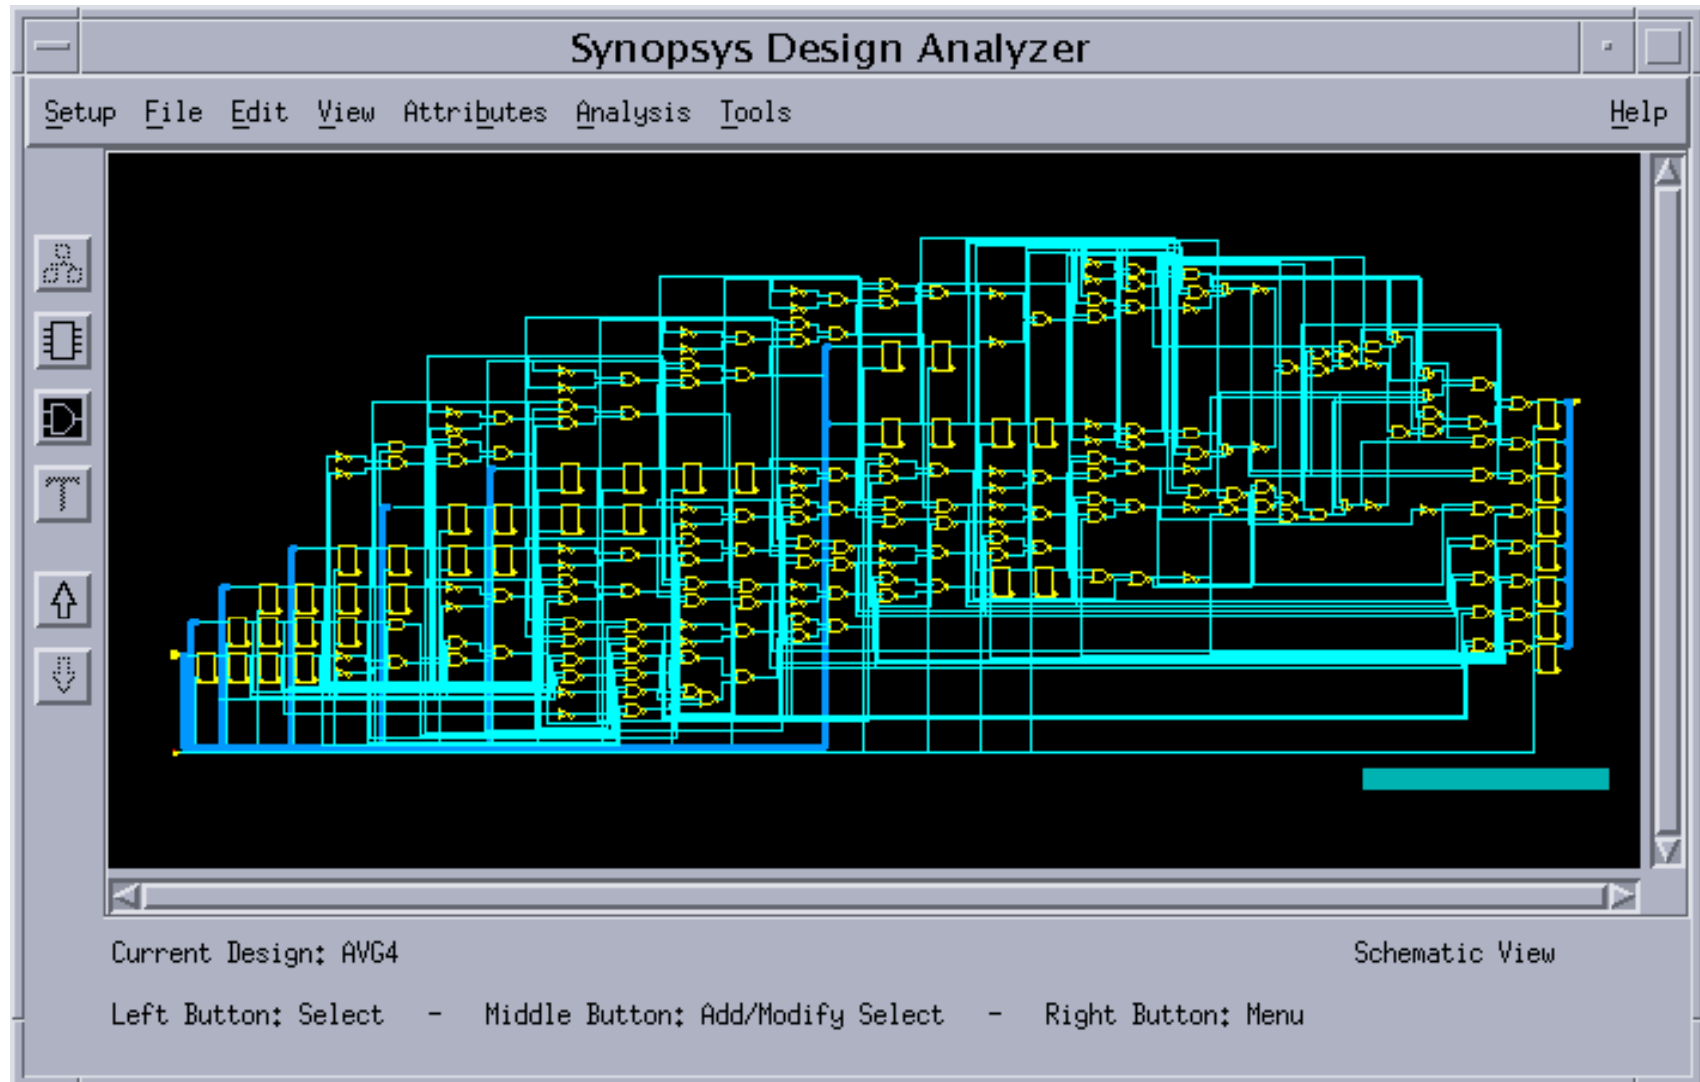 Synopsys Design Analyzer
Setup File Edit View Attributes Analysis Tools Help
Current Design: AVG4 Schematic View
Left Button: Select - Middle Button: Add/Modify Select - Right Button: Menu